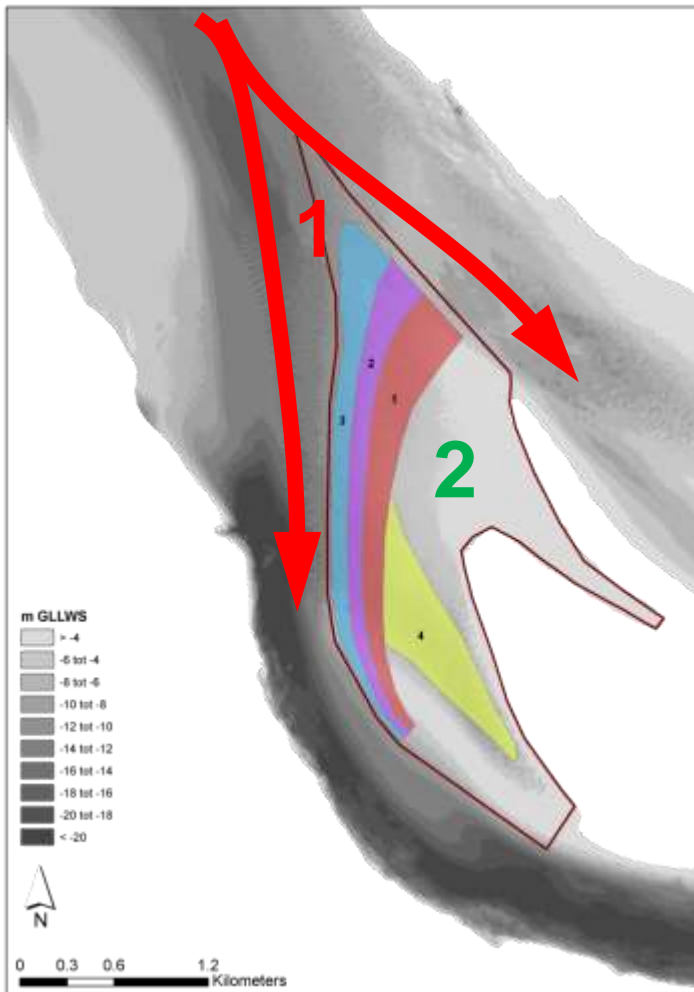 1
2
3
1
2
4
m GLLWS
> -4
-6 tot -4
-8 tot -6
-10 tot -8
-12 tot -10
-14 tot -12
-16 tot -14
-18 tot -16
-20 tot -18
< -20
N
0 0.3 0.6 1.2
Kilometers